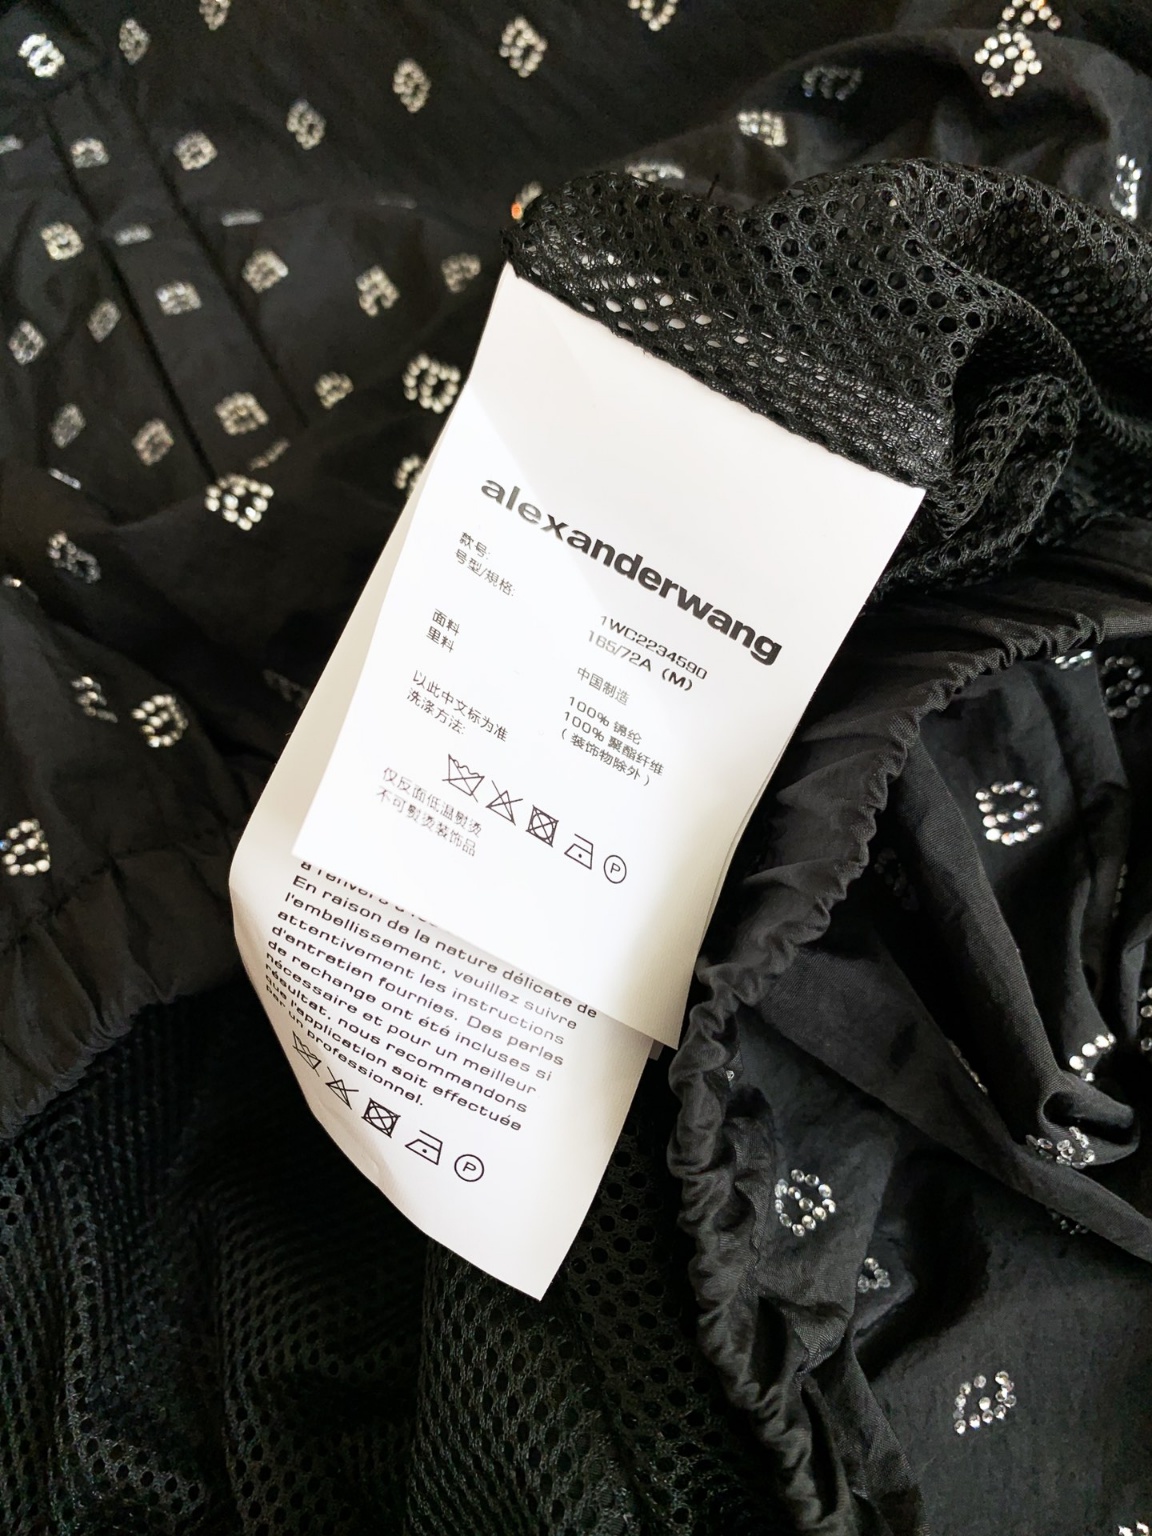 alexanderwang
款号:
号型/规格:
1WC2234590
165/72A (M)
中国制造
面料
里料
100% 锦纶
100% 聚酯纤维
(装饰物除外)
以此中文标为准
洗涤方法:
仅反面低温熨烫
不可熨烫装饰品
P
à l'envers à
En raison de la nature délicate de
l'embellissement, veuillez suivre
attentivement les instructions
d'entretien fournies. Des perles
de rechange ont été incluses si
nécessaire et pour un meilleur
résultat, nous recommandons
que l'application soit effectuée
par un professionnel.
P